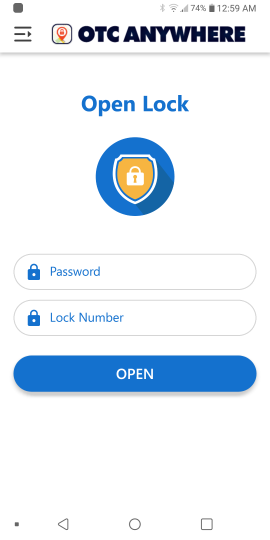 74% 12:59 AM
OTC ANYWHERE
Open Lock
Password
Lock Number
OPEN